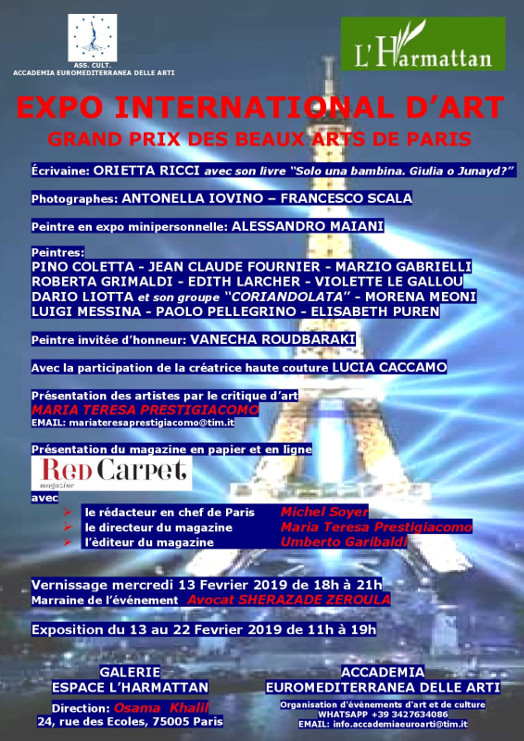 ASS. CULT.
ACCADEMIA EUROMEDITERRANEA DELLE ARTI
L'Harmattan
EXPO INTERNATIONAL D'ART
GRAND PRIX DES BEAUX ARTS DE PARIS
Écrivaine: ORIETTA RICCI avec son livre "Solo una bambina. Giulia o Junayd?"
Photographes: ANTONELLA IOVINO – FRANCESCO SCALA
Peintre en expo minipersonnelle: ALESSANDRO MAIANI
Peintres:
PINO COLETTA - JEAN CLAUDE FOURNIER - MARZIO GABRIELLI
ROBERTA GRIMALDI - EDITH LARCHER - VIOLETTE LE GALLOU
DARIO LIOTTA et son groupe "CORIANDOLATA" - MORENA MEONI
LUIGI MESSINA - PAOLO PELLEGRINO - ELISABETH PUREN
Peintre invitée d'honneur: VANECHA ROUDBARAKI
Avec la participation de la créatrice haute couture LUCIA CACCAMO
Présentation des artistes par le critique d'art
MARIA TERESA PRESTIGIACOMO
EMAIL: mariateresaprestigiacomo@tim.it
Présentation du magazine en papier et en ligne
Red Carpet
magazine
avec
le rédacteur en chef de Paris Michel Soyer
le directeur du magazine Maria Teresa Prestigiacomo
l'éditeur du magazine Umberto Garibaldi
Vernissage mercredi 13 Fevrier 2019 de 18h à 21h
Marraine de l'événement Avocat SHERAZADE ZEROULA
Exposition du 13 au 22 Fevrier 2019 de 11h à 19h
GALERIE
ESPACE L'HARMATTAN
Direction: Osama Khalil
24, rue des Ecoles, 75005 Paris
ACCADEMIA
EUROMEDITERRANEA DELLE ARTI
Organisation d'événements d'art et de culture
WHATSAPP +39 3427634086
EMAIL: info.accademiaeuroarti@tim.it